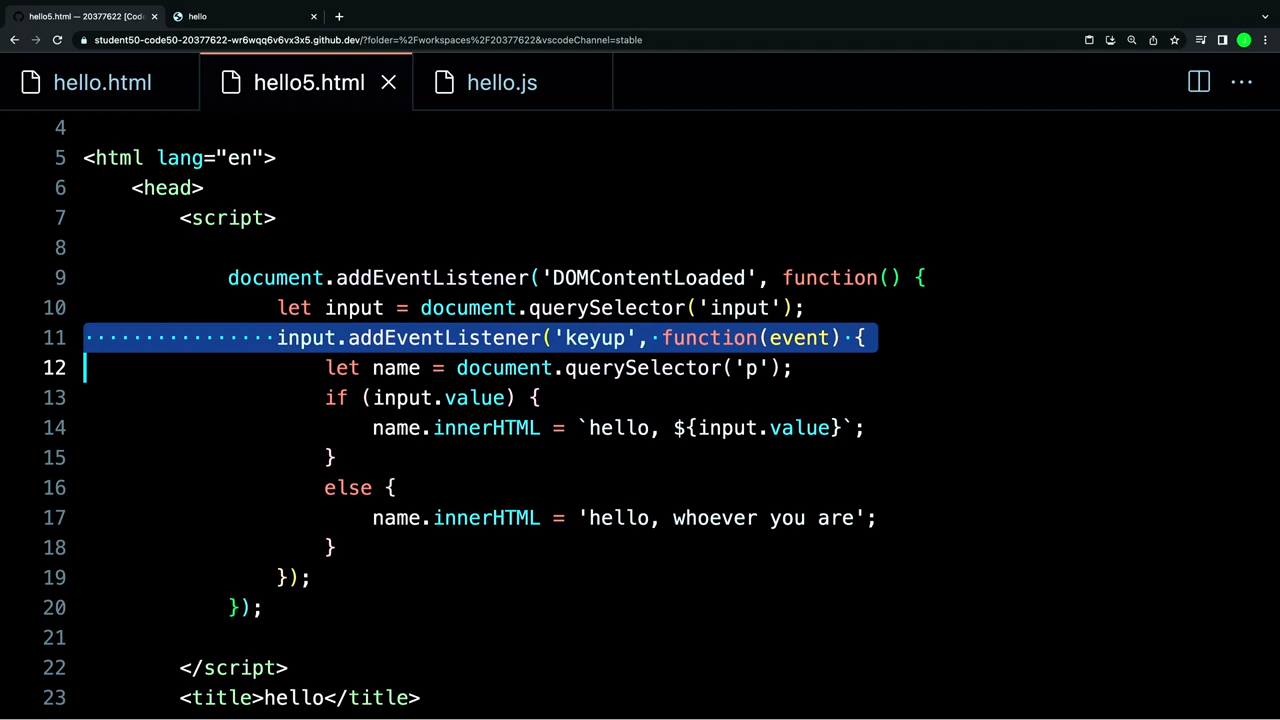 hello5.html — 20377622 [Code
hello
student50-code50-20377622-wr6wqq6v6vx3x5.github.dev/?folder=%2Fworkspaces%2F20377622&vscodeChannel=stable
hello.html
hello5.html
hello.js
4
5 <html lang="en">
6 <head>
7 <script>
8
9 document.addEventListener('DOMContentLoaded', function() {
10 let input = document.querySelector('input');
11 input.addEventListener('keyup', function(event) {
12 let name = document.querySelector('p');
13 if (input.value) {
14 name.innerHTML = `hello, ${input.value}`;
15 }
16 else {
17 name.innerHTML = 'hello, whoever you are';
18 }
19 });
20 });
21
22 </script>
23 <title>hello</title>